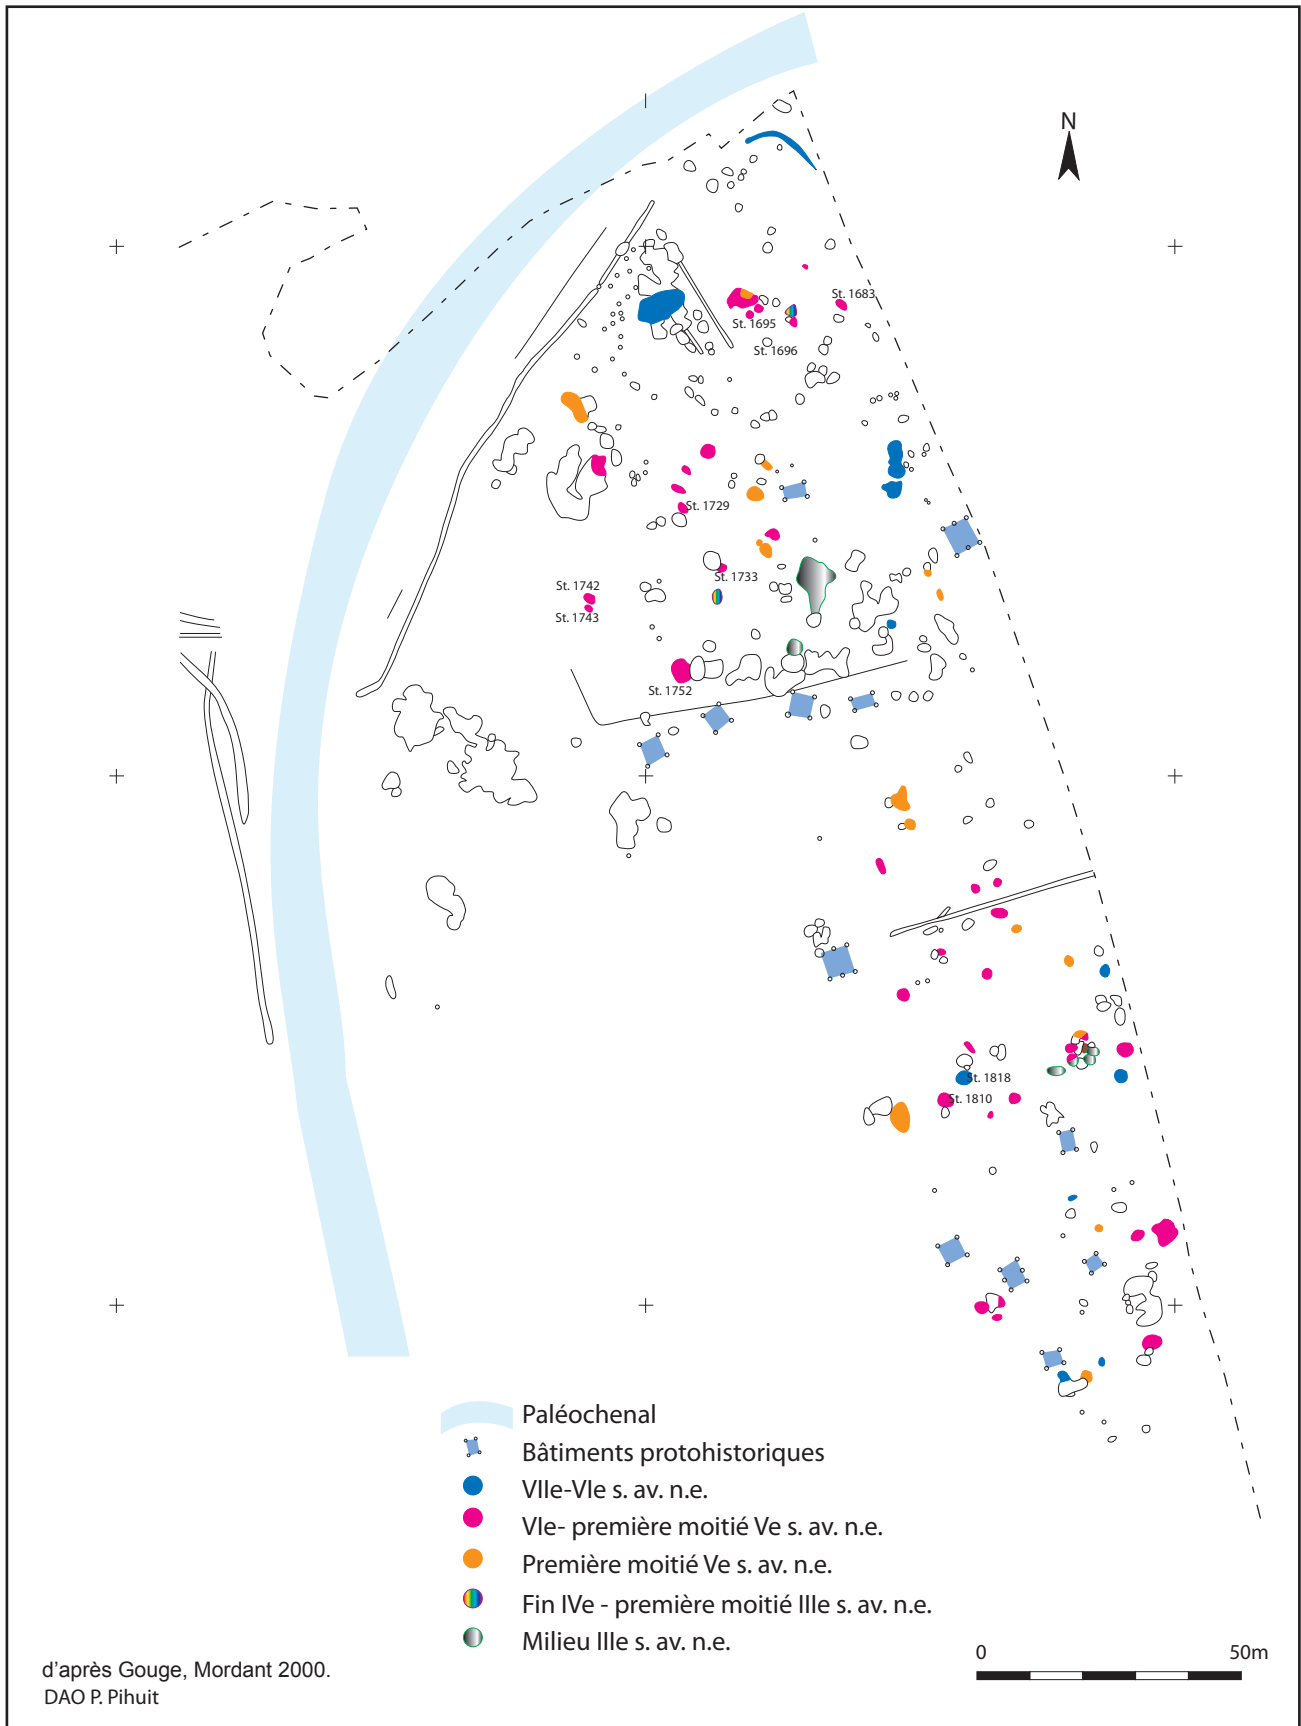 N
St. 1683
St. 1695
St. 1696
St. 1729
St. 1733
St. 1742
St. 1743
St. 1752
St. 1818
St. 1810
Paléochenal
Bâtiments protohistoriques
VIIe-VIe s. av. n.e.
VIe- première moitié Ve s. av. n.e.
Première moitié Ve s. av. n.e.
Fin IVe - première moitié IIIe s. av. n.e.
Milieu IIIe s. av. n.e.
0 50m
d'après Gouge, Mordant 2000.
DAO P. Pihuit